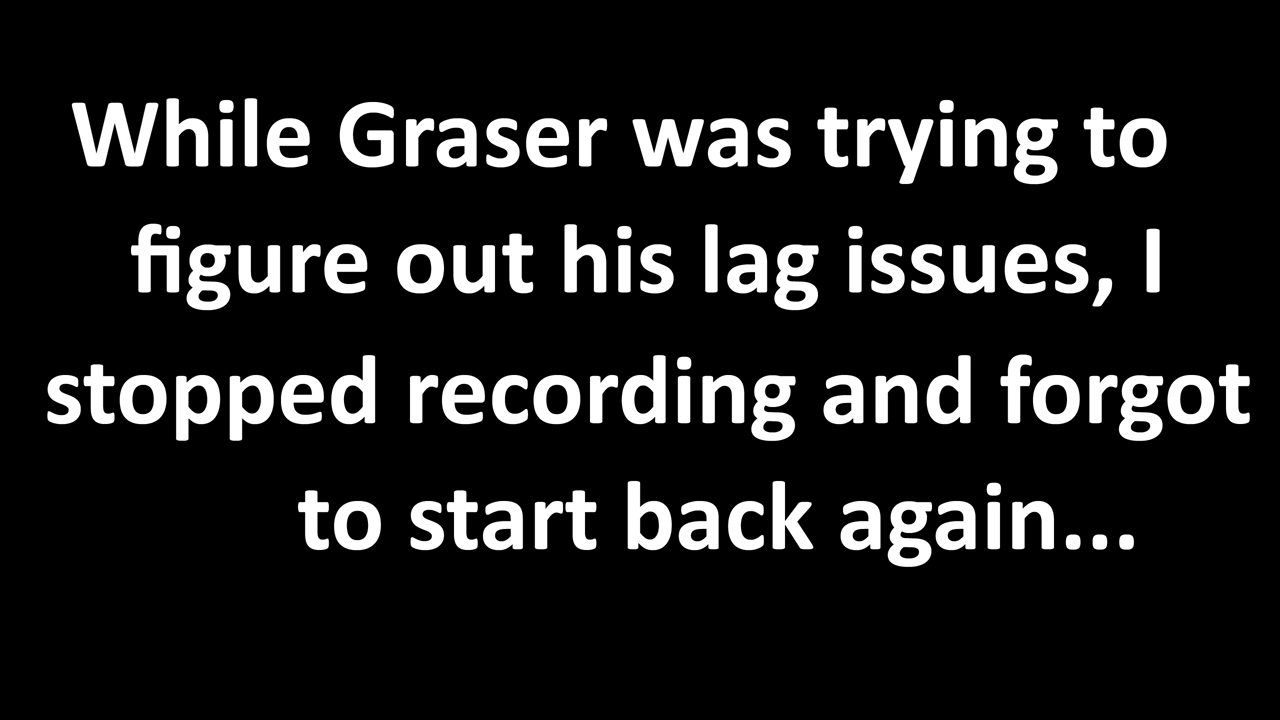 While Graser was trying to
figure out his lag issues, I
stopped recording and forgot
to start back again...